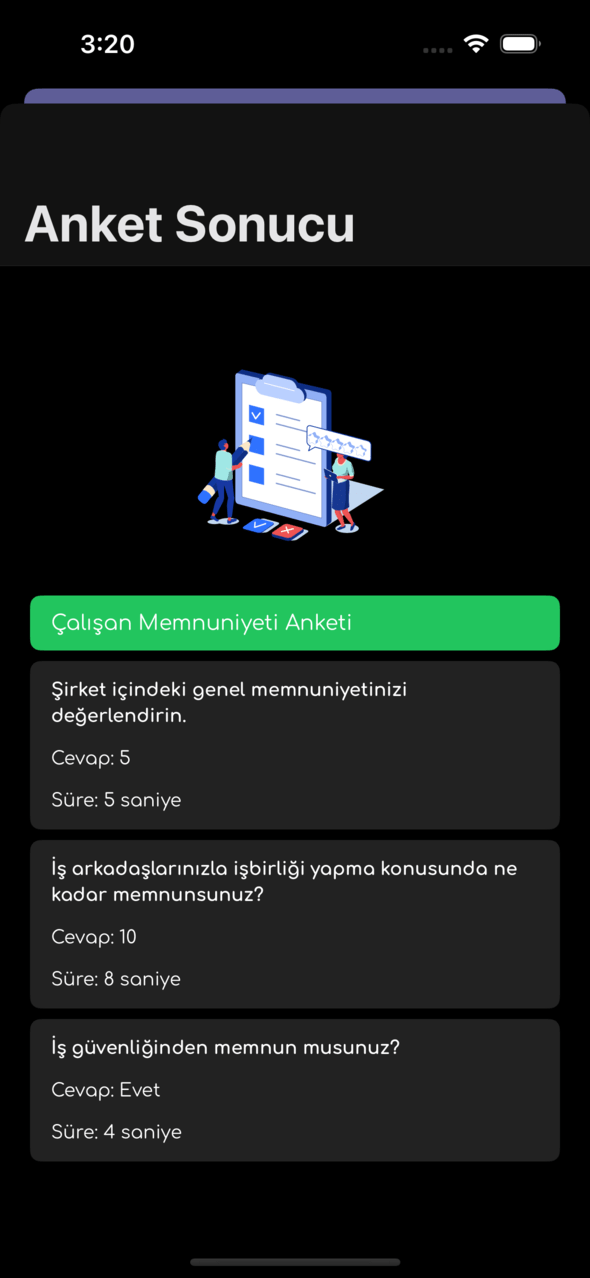 3:20
Anket Sonucu
Çalışan Memnuniyeti Anketi
Şirket içindeki genel memnuniyetinizi
değerlendirin.
Cevap: 5
Süre: 5 saniye
İş arkadaşlarınızla işbirliği yapma konusunda ne
kadar memnunsunuz?
Cevap: 10
Süre: 8 saniye
İş güvenliğinden memnun musunuz?
Cevap: Evet
Süre: 4 saniye